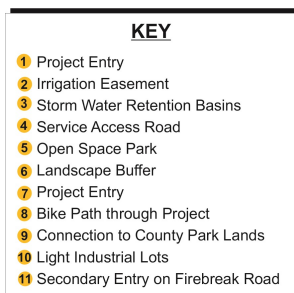 KEY
1 Project Entry
2 Irrigation Easement
3 Storm Water Retention Basins
4 Service Access Road
5 Open Space Park
6 Landscape Buffer
7 Project Entry
8 Bike Path through Project
9 Connection to County Park Lands
10 Light Industrial Lots
11 Secondary Entry on Firebreak Road